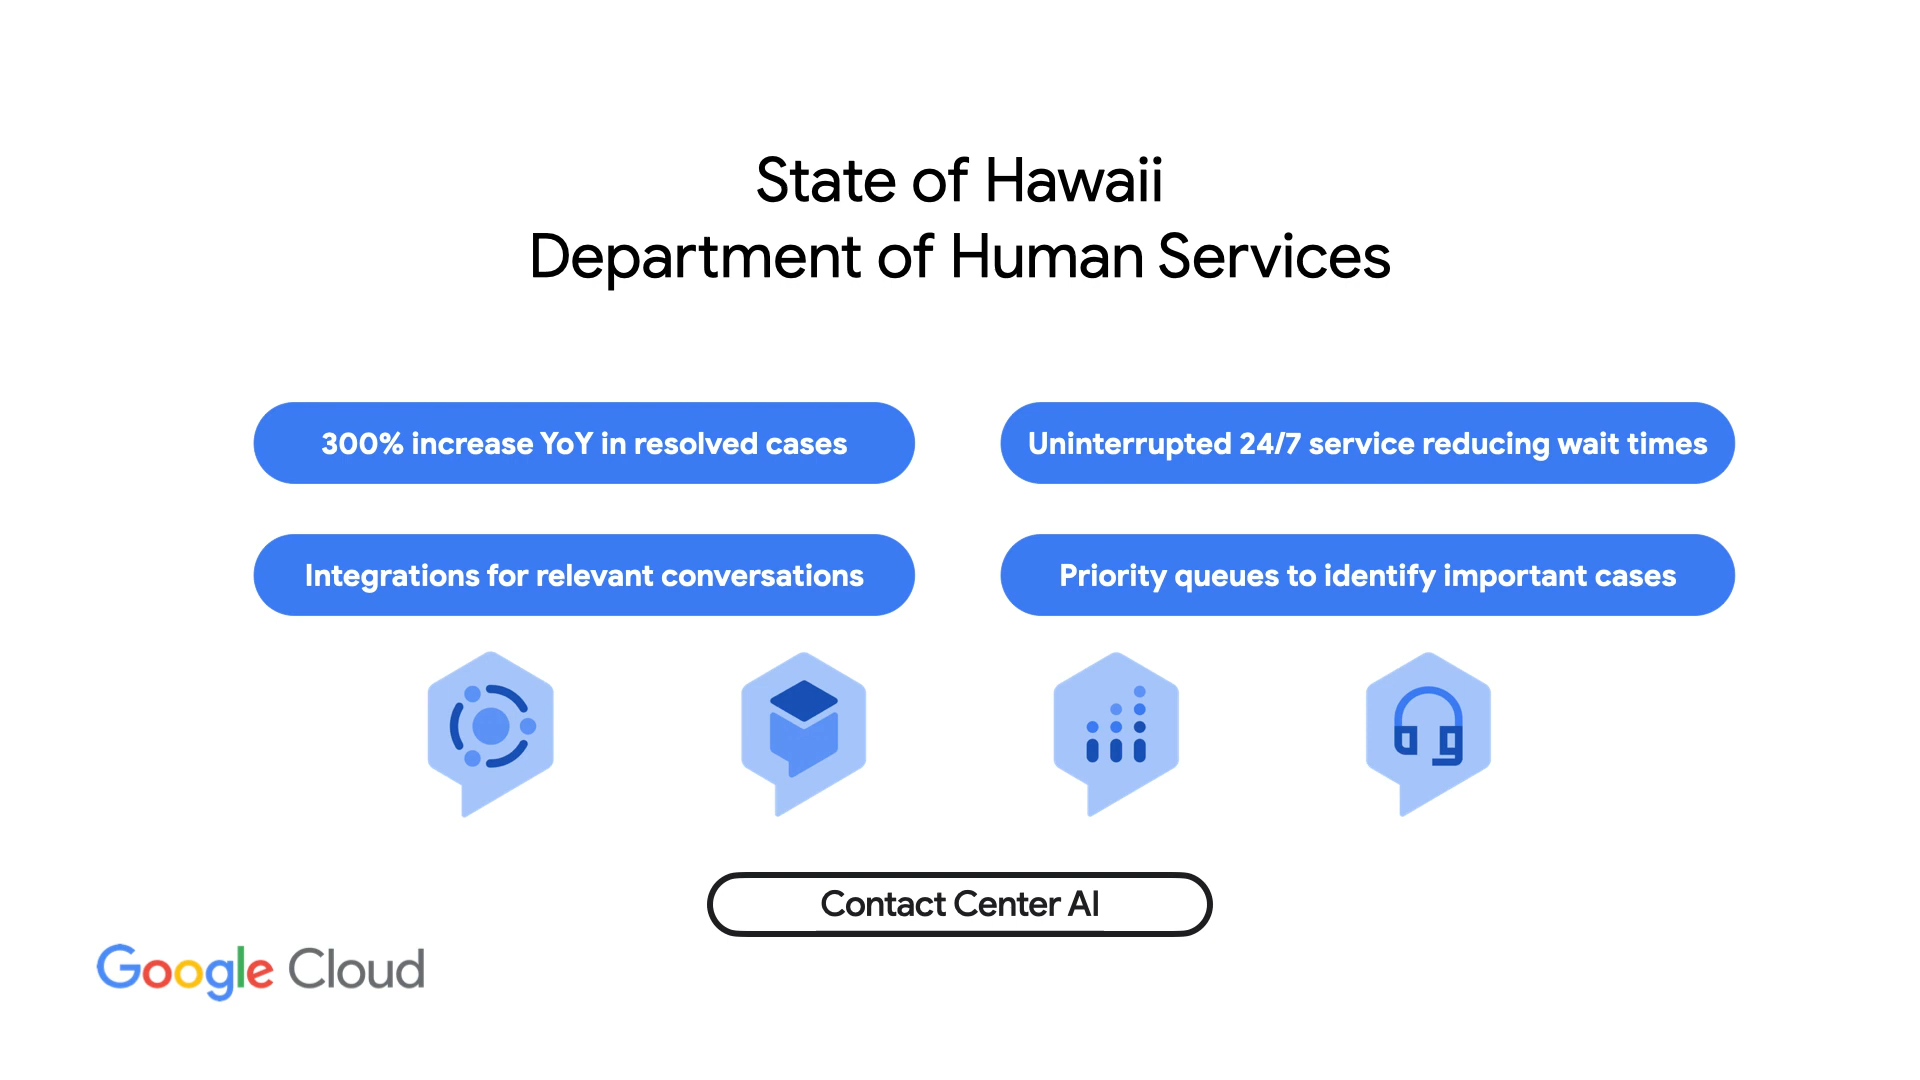 State of Hawaii
Department of Human Services
300% increase YoY in resolved cases
Uninterrupted 24/7 service reducing wait times
Integrations for relevant conversations
Priority queues to identify important cases
Contact Center AI
Google Cloud